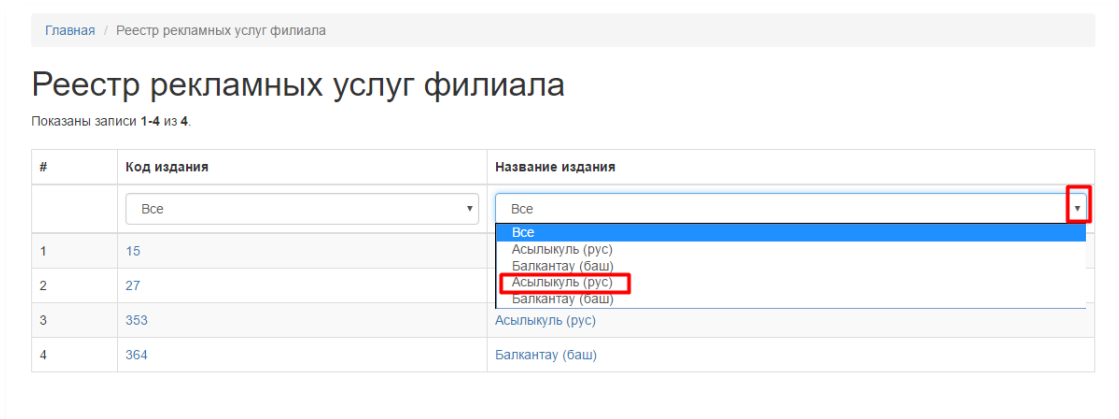 Главная / Реестр рекламных услуг филиала
Реестр рекламных услуг филиала
Показаны записи 1-4 из 4.
# Код издания Название издания
Все Все
Все
1 15 Асылыкуль (рус)
Балкантау (баш)
2 27 Асылыкуль (рус)
Балкантау (баш)
3 353 Асылыкуль (рус)
4 364 Балкантау (баш)